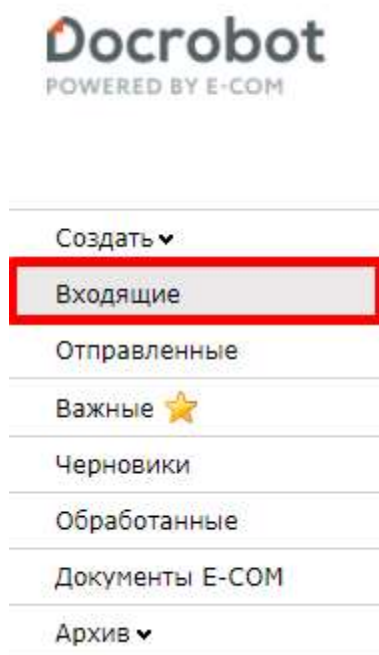 Docrobot
POWERED BY E-COM
Создать
Входящие
Отправленные
Важные
Черновики
Обработанные
Документы E-COM
Архив